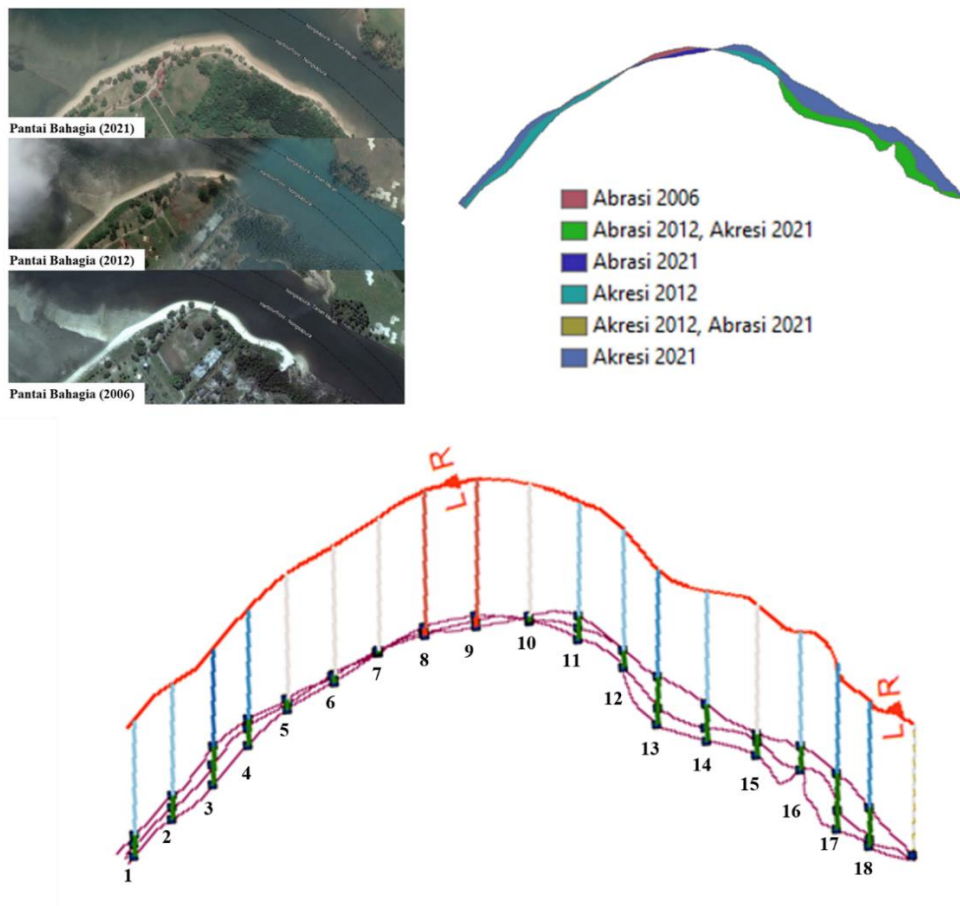 Pantai Bahagia (2021)
Pantai Bahagia (2012)
Pantai Bahagia (2006)
Abrasi 2006
Abrasi 2012, Akresi 2021
Abrasi 2021
Akresi 2012
Akresi 2012, Abrasi 2021
Akresi 2021
L R
L R
1
2
3
4
5
6
7
8
9
10
11
12
13
14
15
16
17
18